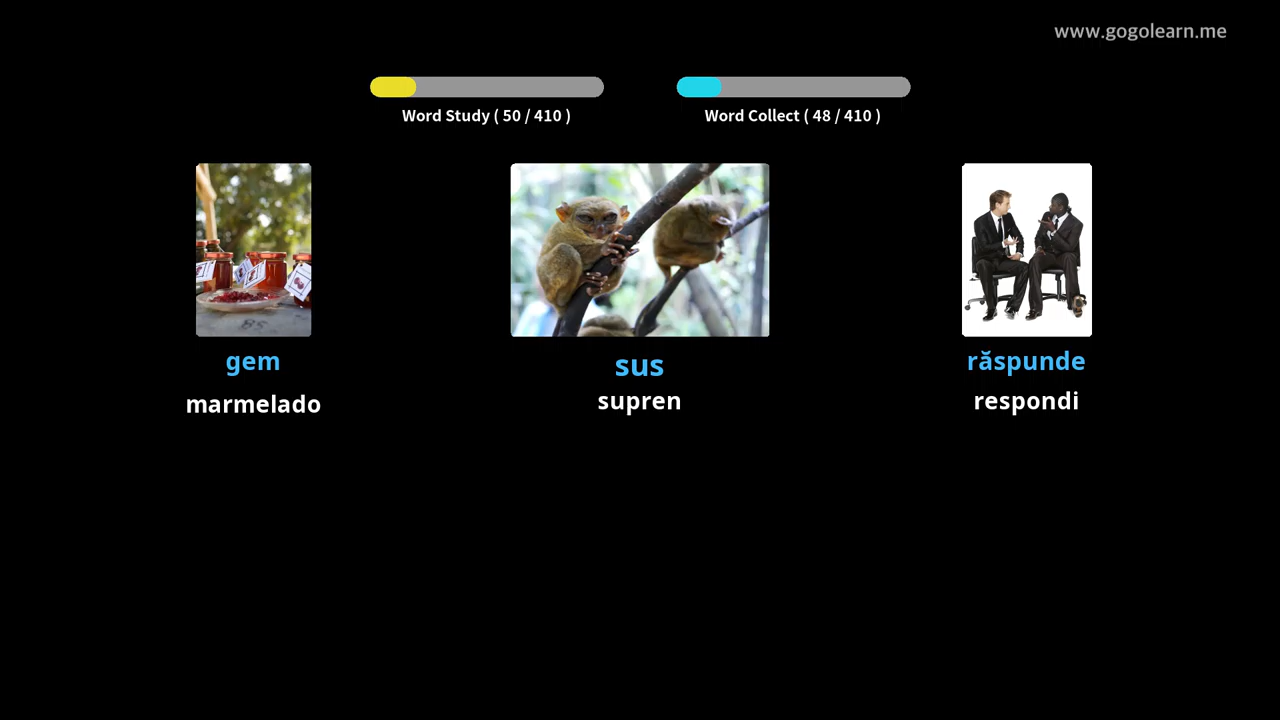 www.gogolearn.me
Word Study ( 50 / 410 )
Word Collect ( 48 / 410 )
gem
sus
răspunde
marmelado
supren
respondi